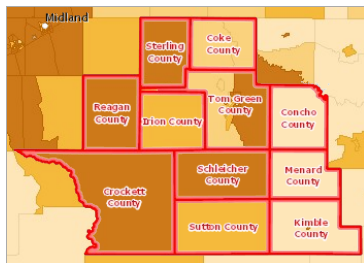 Midland
Sterling
County
Coke
County
Reagan
County
Irion County
Tom Green
County
Concho
County
Crockett
County
Schleicher
County
Menard
County
Sutton County
Kimble
County